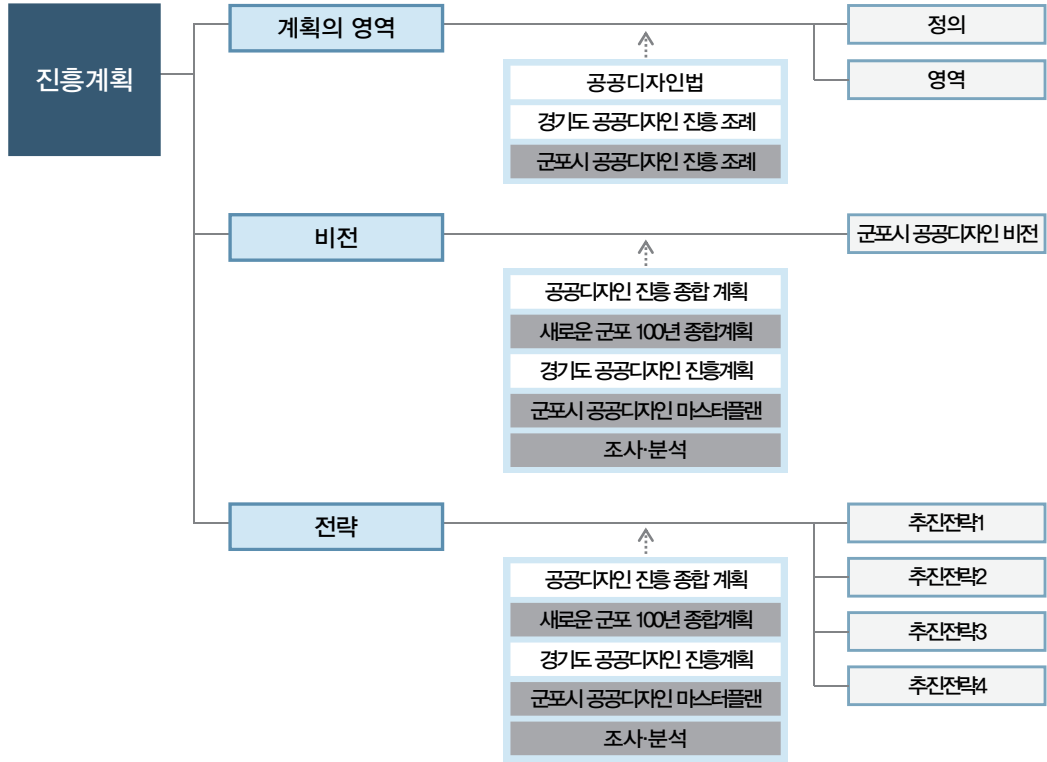 진흥계획
계획의 영역
공공디자인법
경기도 공공디자인 진흥 조례
군포시 공공디자인 진흥 조례
정의
영역
비전
공공디자인 진흥 종합 계획
새로운 군포 100년 종합계획
경기도 공공디자인 진흥계획
군포시 공공디자인 마스터플랜
조사·분석
군포시 공공디자인 비전
전략
공공디자인 진흥 종합 계획
새로운 군포 100년 종합계획
경기도 공공디자인 진흥계획
군포시 공공디자인 마스터플랜
조사·분석
추진전략1
추진전략2
추진전략3
추진전략4